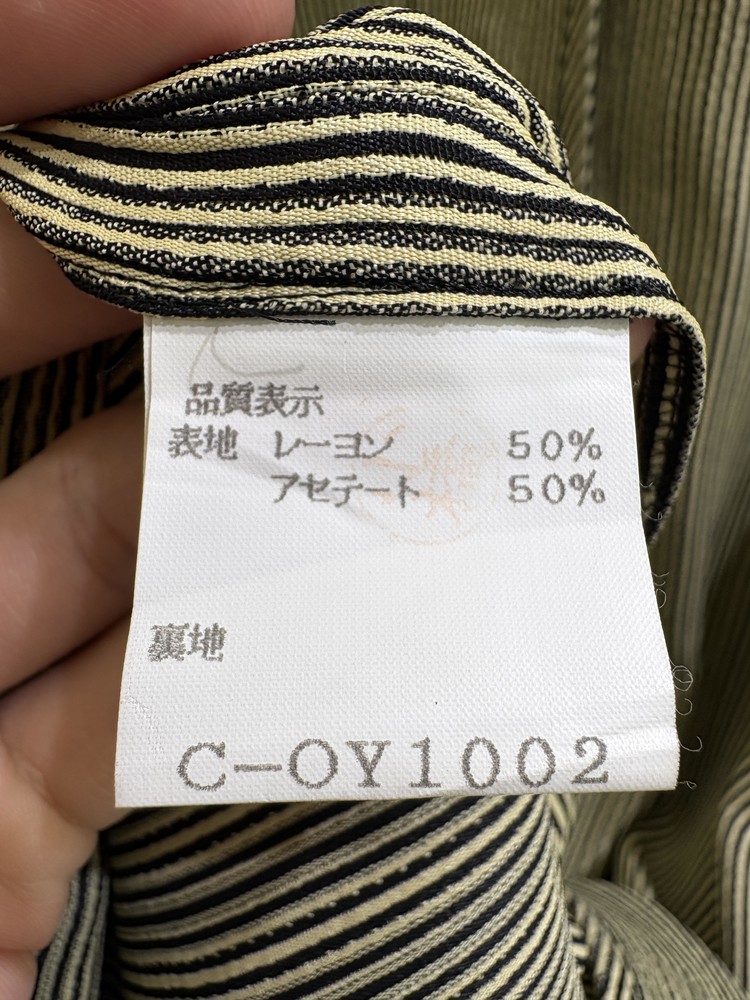 品質表示
表地 レーヨン 50%
アセテート 50%
裏地
C-OY1002